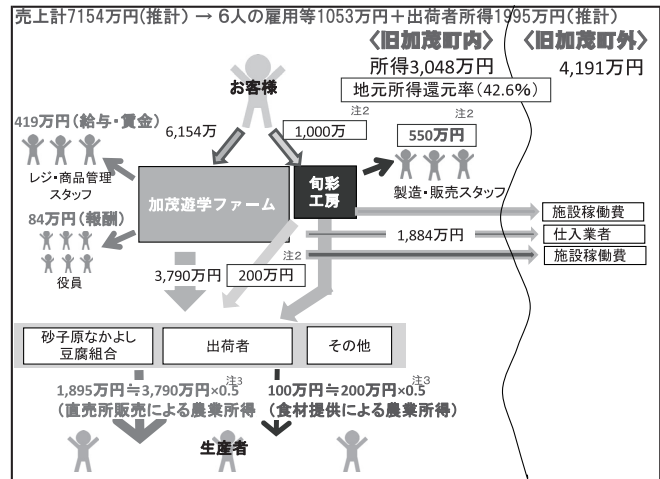 売上計7154万円(推計) → 6人の雇用等1053万円＋出荷者所得1995万円(推計)
〈旧加茂町内〉
〈旧加茂町外〉
所得3,048万円
4,191万円
地元所得還元率(42.6%)
お客様
注2
注2
419万円(給与・賃金)
6,154万
1,000万
550万円
レジ・商品管理
スタッフ
加茂遊学ファーム
旬彩
工房
製造・販売スタッフ
84万円(報酬)
役員
施設稼働費
1,884万円
仕入業者
施設稼働費
注2
3,790万円
200万円
砂子原なかよし
豆腐組合
出荷者
その他
注3
注3
1,895万円≒3,790万円×0.5
100万円≒200万円×0.5
(直売所販売による農業所得
(食材提供による農業所得)
生産者